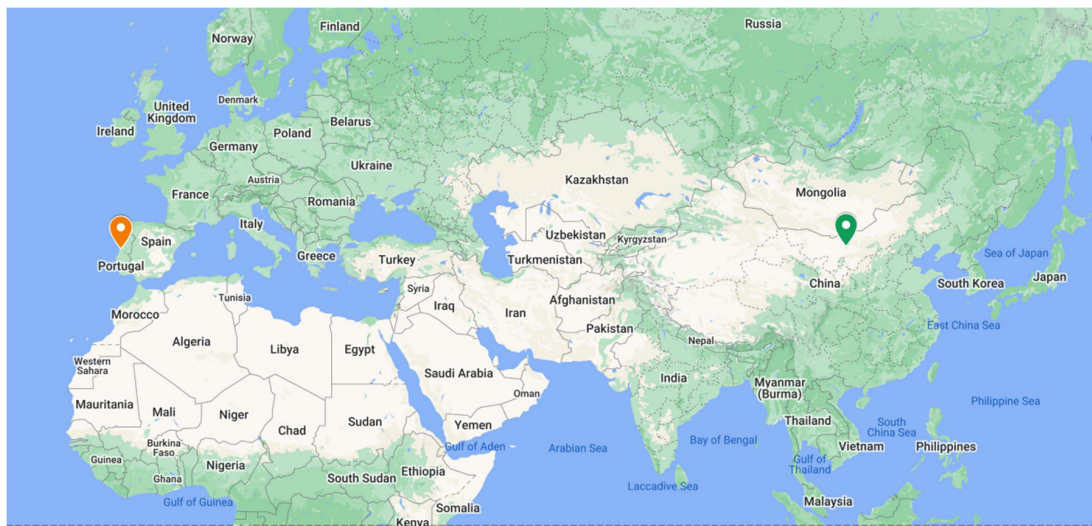 Finland
Russia
Norway
Denmark
United
Kingdom
Ireland
Belarus
Poland
Germany
Ukraine
Kazakhstan
Austria
Mongolia
France
Romania
Italy
Uzbekistan
Kyrgyzstan
Spain
Sea of Japan
Greece
Turkey
Turkmenistan
Portugal
Japan
China
South Korea
Syria
Tunisia
Afghanistan
Iraq
Iran
Morocco
East China Sea
Pakistan
Algeria
Nepal
Libya
Egypt
Western
Sahara
Saudi Arabia
India
Myanmar
(Burma)
Oman
Mauritania
Philippine Sea
Mali
Niger
Sudan
Thailand
South
China Sea
Yemen
Chad
Bay of Bengal
Burkina
Faso
Gulf of Aden
Arabian Sea
Vietnam
Philippines
Guinea
Nigeria
Gulf of
Thailand
Ethiopia
Ghana
South Sudan
Laccadive Sea
Gulf of Guinea
Malaysia
Somalia
Kenya